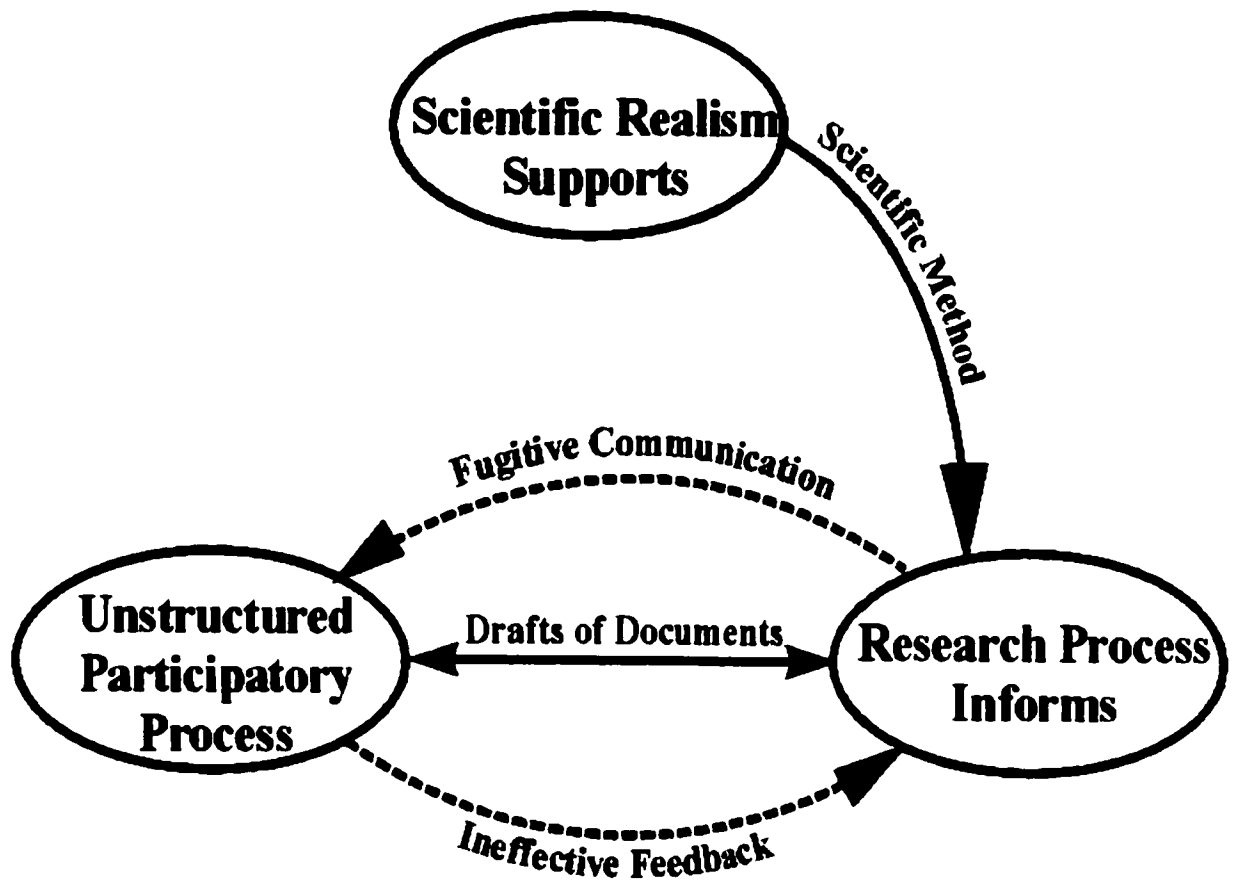 Scientific Realism
Supports
Scientific Method
Fugitive Communication
Unstructured
Participatory
Process
Drafts of Documents
Research Process
Informs
Ineffective Feedback